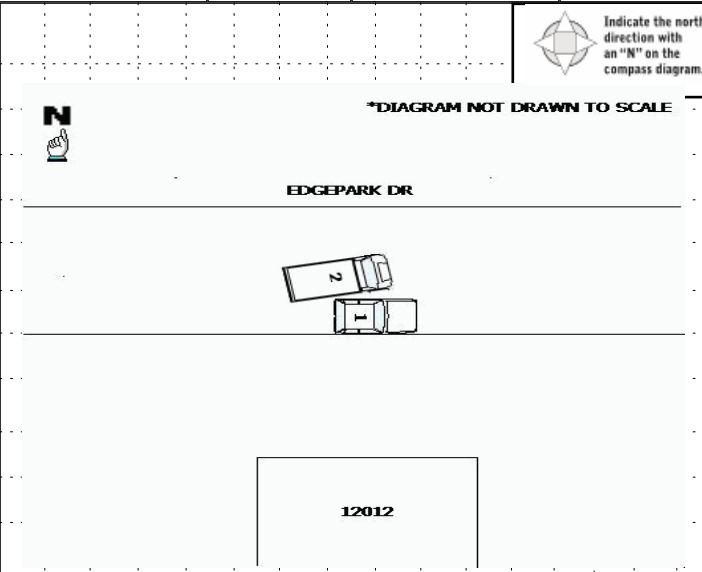 Indicate the north
direction with
an "N" on the
compass diagram.
N
*DIAGRAM NOT DRAWN TO SCALE
EDGEPARK DR
2
1
12012